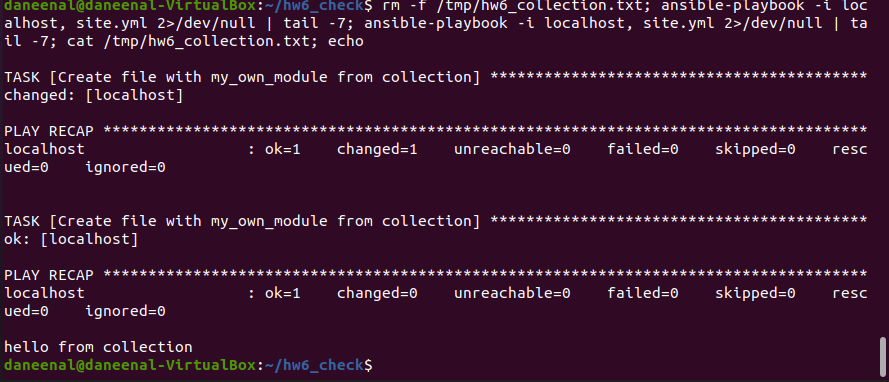 daneenal@daneenal-VirtualBox:~/hw6_check$ rm -f /tmp/hw6_collection.txt; ansible-playbook -i loc
alhost, site.yml 2>/dev/null | tail -7; ansible-playbook -i localhost, site.yml 2>/dev/null | ta
il -7; cat /tmp/hw6_collection.txt; echo

TASK [Create file with my_own_module from collection] ******************************************
changed: [localhost]

PLAY RECAP *************************************************************************************
localhost                  : ok=1    changed=1    unreachable=0    failed=0    skipped=0    resc
ued=0    ignored=0


TASK [Create file with my_own_module from collection] ******************************************
ok: [localhost]

PLAY RECAP *************************************************************************************
localhost                  : ok=1    changed=0    unreachable=0    failed=0    skipped=0    resc
ued=0    ignored=0

hello from collection
daneenal@daneenal-VirtualBox:~/hw6_check$